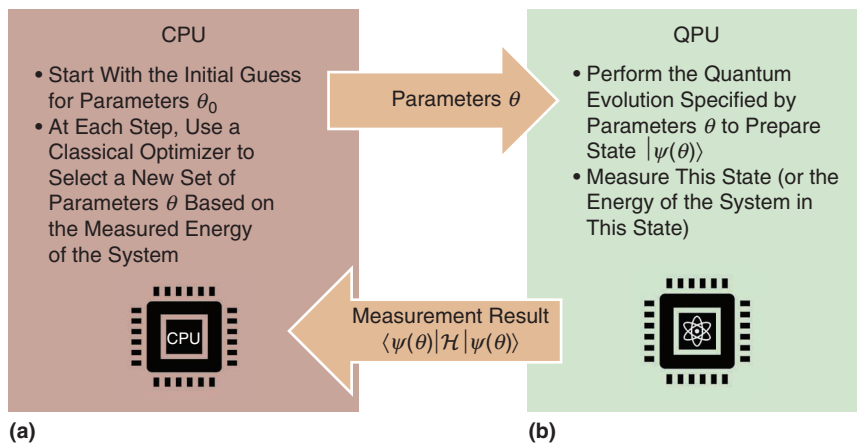 CPU
• Start With the Initial Guess
for Parameters θ₀
• At Each Step, Use a
Classical Optimizer to
Select a New Set of
Parameters θ Based on
the Measured Energy
of the System
CPU
Parameters θ
Measurement Result
⟨ψ(θ)|ℋ|ψ(θ)⟩
QPU
• Perform the Quantum
Evolution Specified by
Parameters θ to Prepare
State |ψ(θ)⟩
• Measure This State (or the
Energy of the System in
This State)
(a)
(b)